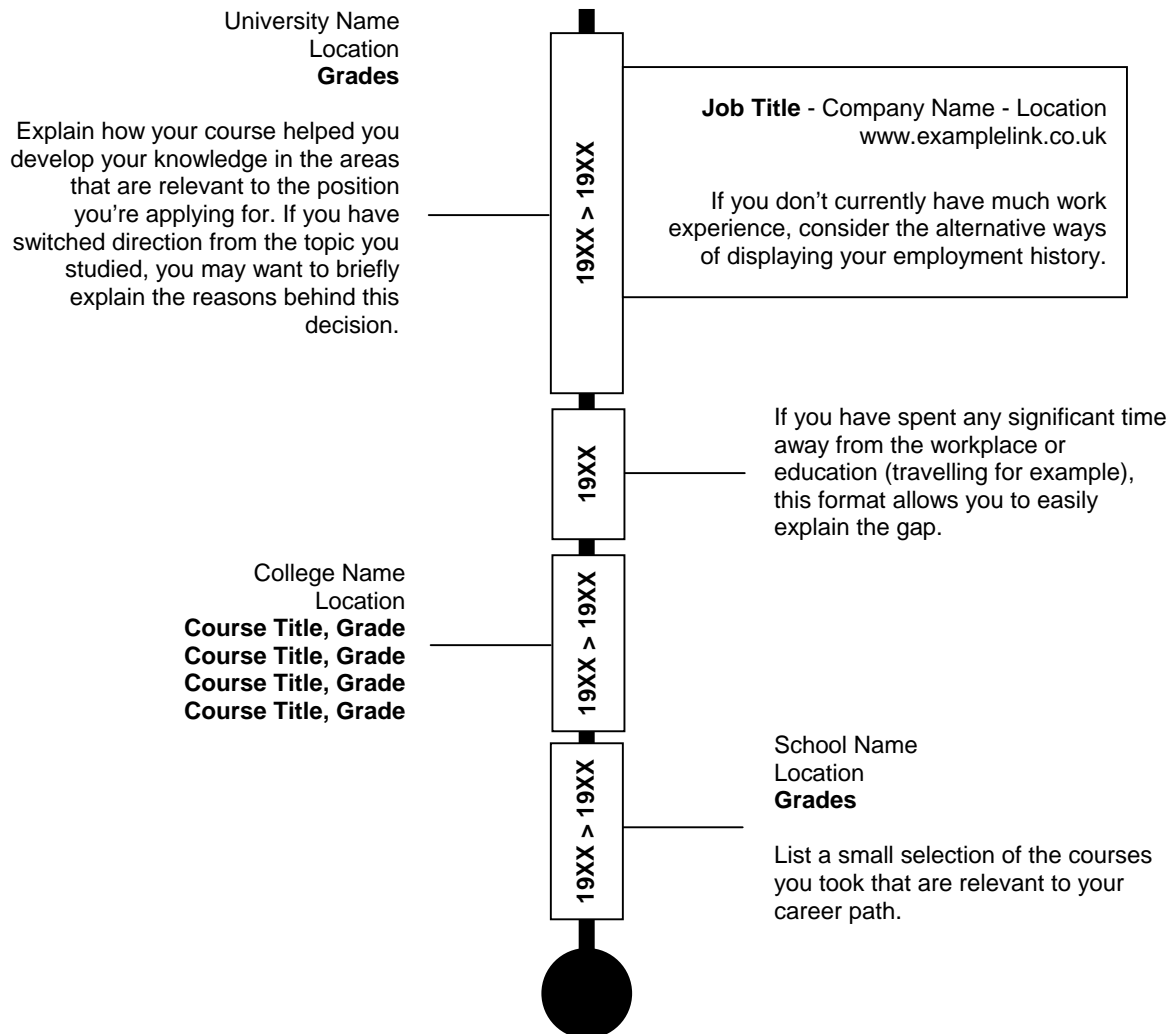 University Name
Location
Grades
Explain how your course helped you
develop your knowledge in the areas
that are relevant to the position
you're applying for. If you have
switched direction from the topic you
studied, you may want to briefly
explain the reasons behind this
decision.
19XX > 19XX
Job Title - Company Name - Location
www.examplelink.co.uk
If you don’t currently have much work
experience, consider the alternative ways
of displaying your employment history.
19XX
If you have spent any significant time
away from the workplace or
education (travelling for example),
this format allows you to easily
explain the gap.
College Name
Location
Course Title, Grade
Course Title, Grade
Course Title, Grade
Course Title, Grade
19XX > 19XX
19XX > 19XX
School Name
Location
Grades
List a small selection of the courses
you took that are relevant to your
career path.